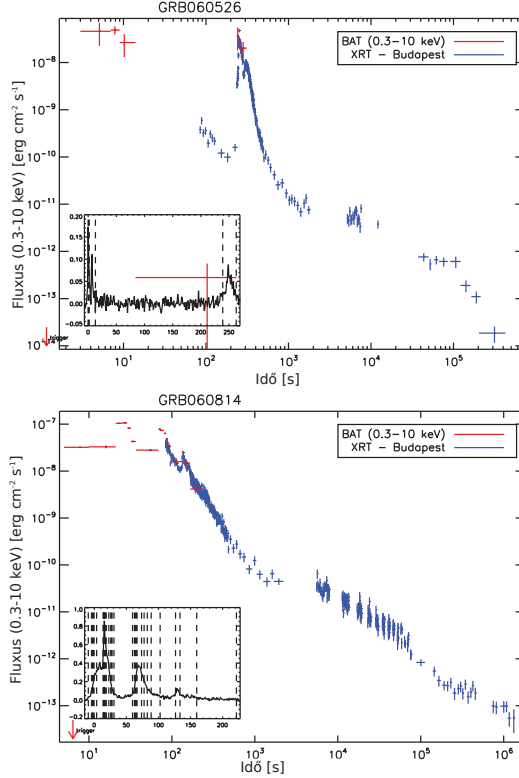 GRB060526
BAT (0.3−10 keV)
XRT − Budapest
Fluxus (0.3-10 keV) [erg cm⁻² s⁻¹]
10⁻⁸
10⁻⁹
10⁻¹⁰
10⁻¹¹
10⁻¹²
10⁻¹³
0.20
0.15
0.10
0.05
0.00
−0.05
0 50 100 150 200 250
trigger
10¹ 10² 10³ 10⁴ 10⁵
Idő [s]
GRB060814
BAT (0.3−10 keV)
XRT − Budapest
Fluxus (0.3-10 keV) [erg cm⁻² s⁻¹]
10⁻⁷
10⁻⁸
10⁻⁹
10⁻¹⁰
10⁻¹¹
10⁻¹²
10⁻¹³
1.0
0.8
0.6
0.4
0.2
0.0
−0.2
0 50 100 150 200
trigger
10¹ 10² 10³ 10⁴ 10⁵ 10⁶
Idő [s]